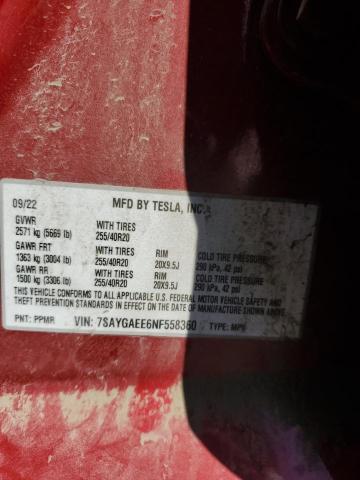 09/22 MFD BY TESLA, INC.
GVWR
2571 kg (5669 lb) WITH TIRES 255/40R20
GAWR FRT
1363 kg (3004 lb) WITH TIRES 255/40R20 RIM 20X9.5J COLD TIRE PRESSURE 290 kPa, 42 psi
GAWR RR
1500 kg (3306 lb) WITH TIRES 255/40R20 RIM 20X9.5J COLD TIRE PRESSURE 290 kPa, 42 psi
THIS VEHICLE CONFORMS TO ALL APPLICABLE U.S. FEDERAL MOTOR VEHICLE SAFETY AND
THEFT PREVENTION STANDARDS IN EFFECT ON THE DATE OF MANUFACTURE SHOWN ABOVE.
PNT: PPMR VIN: 7SAYGAEE6NF558360 TYPE: MPV